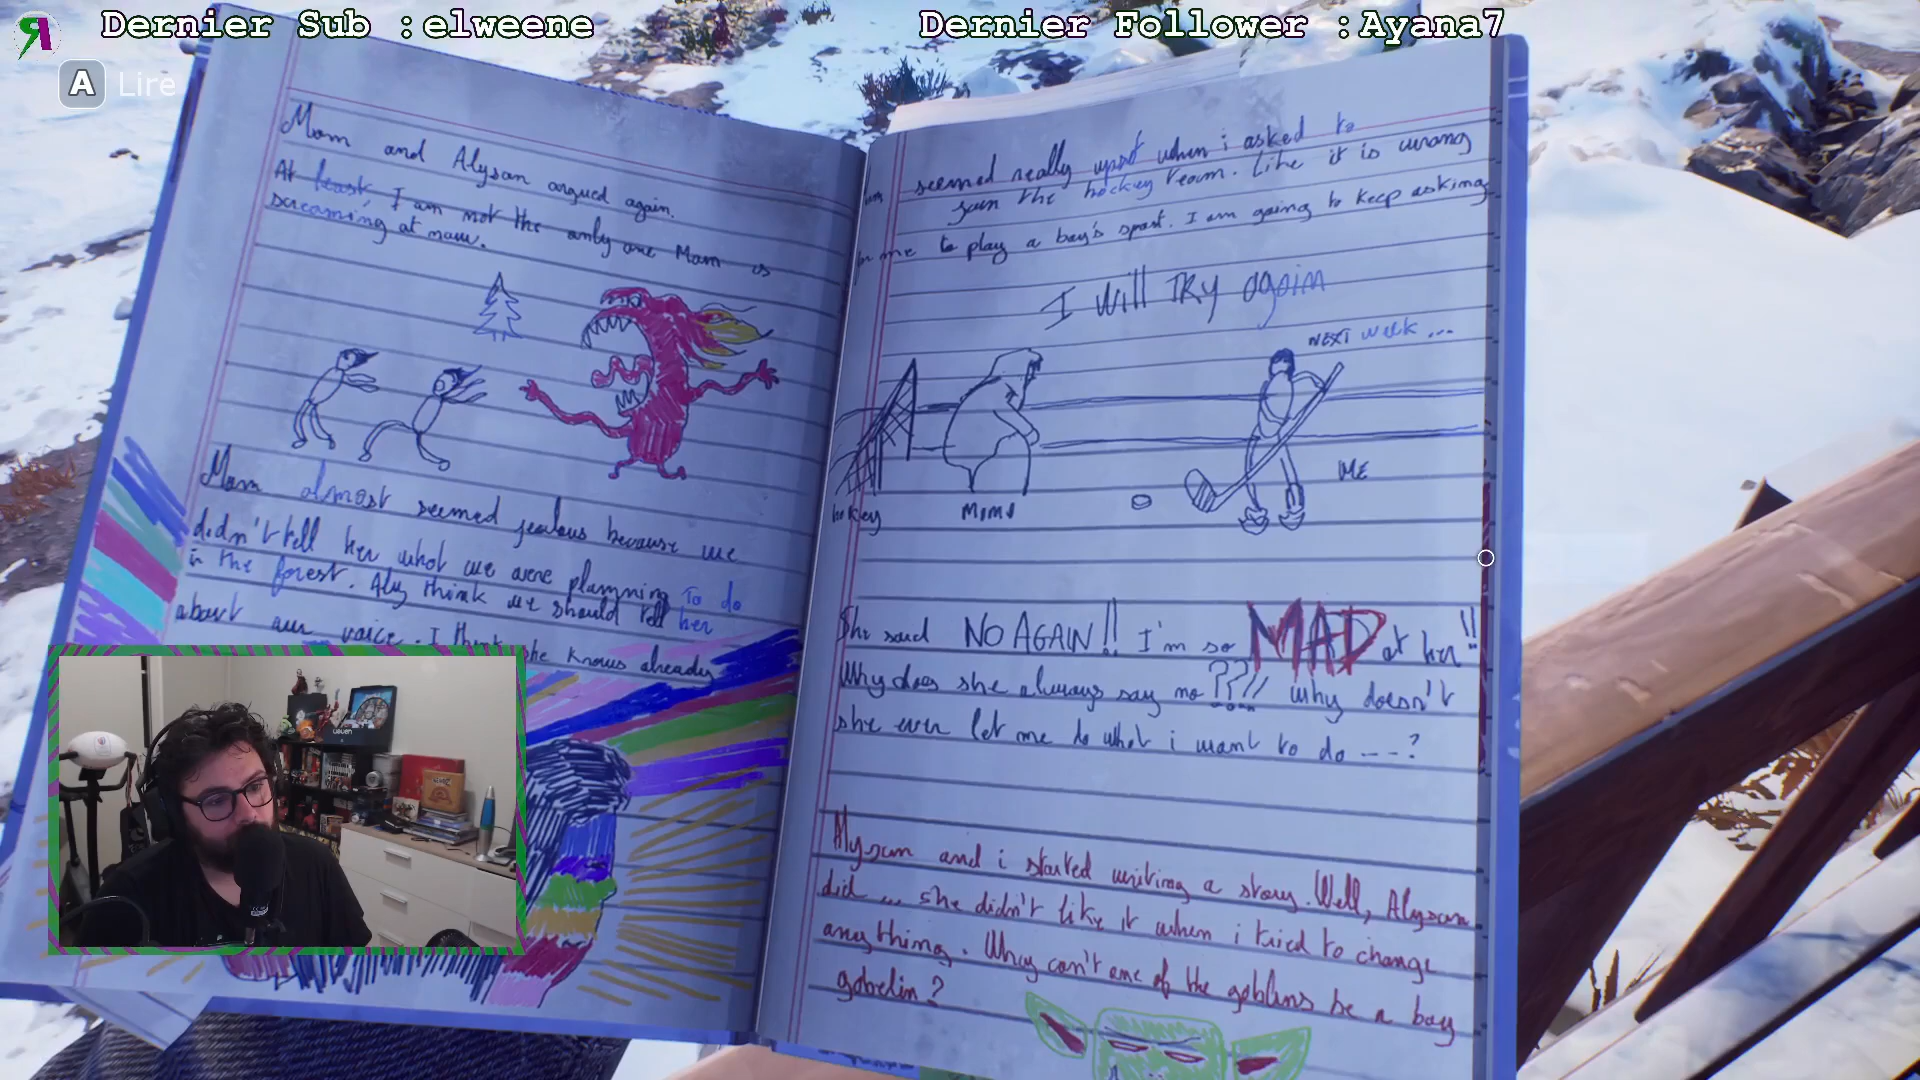 Dernier Sub :elweene
Dernier Follower :Ayana7
A Lire
Mom and Alyson argued again.
At least I am not the only one Mom is
screaming at now.
Mom almost seemed jealous because we
didn't tell her what we were planning to do
in the forest. Aly think we should tell her
about our voice. I think she knows already
seemed really upset when i asked to
join the hockey team. Like it is wrong
me to play a boy's sport. I am going to keep asking
I Will TRY again
NEXT week...
hockey
MOM
ME
She said NO AGAIN!! I'm so MAD at her!!
Why does she always say no ??!! why doesn't
she ever let me do what i want to do ---?
Alyson and i started writing a story. Well, Alyson
did ... she didn't like it when i tried to change
anything. Why can't one of the goblins be a boy
gobelin?